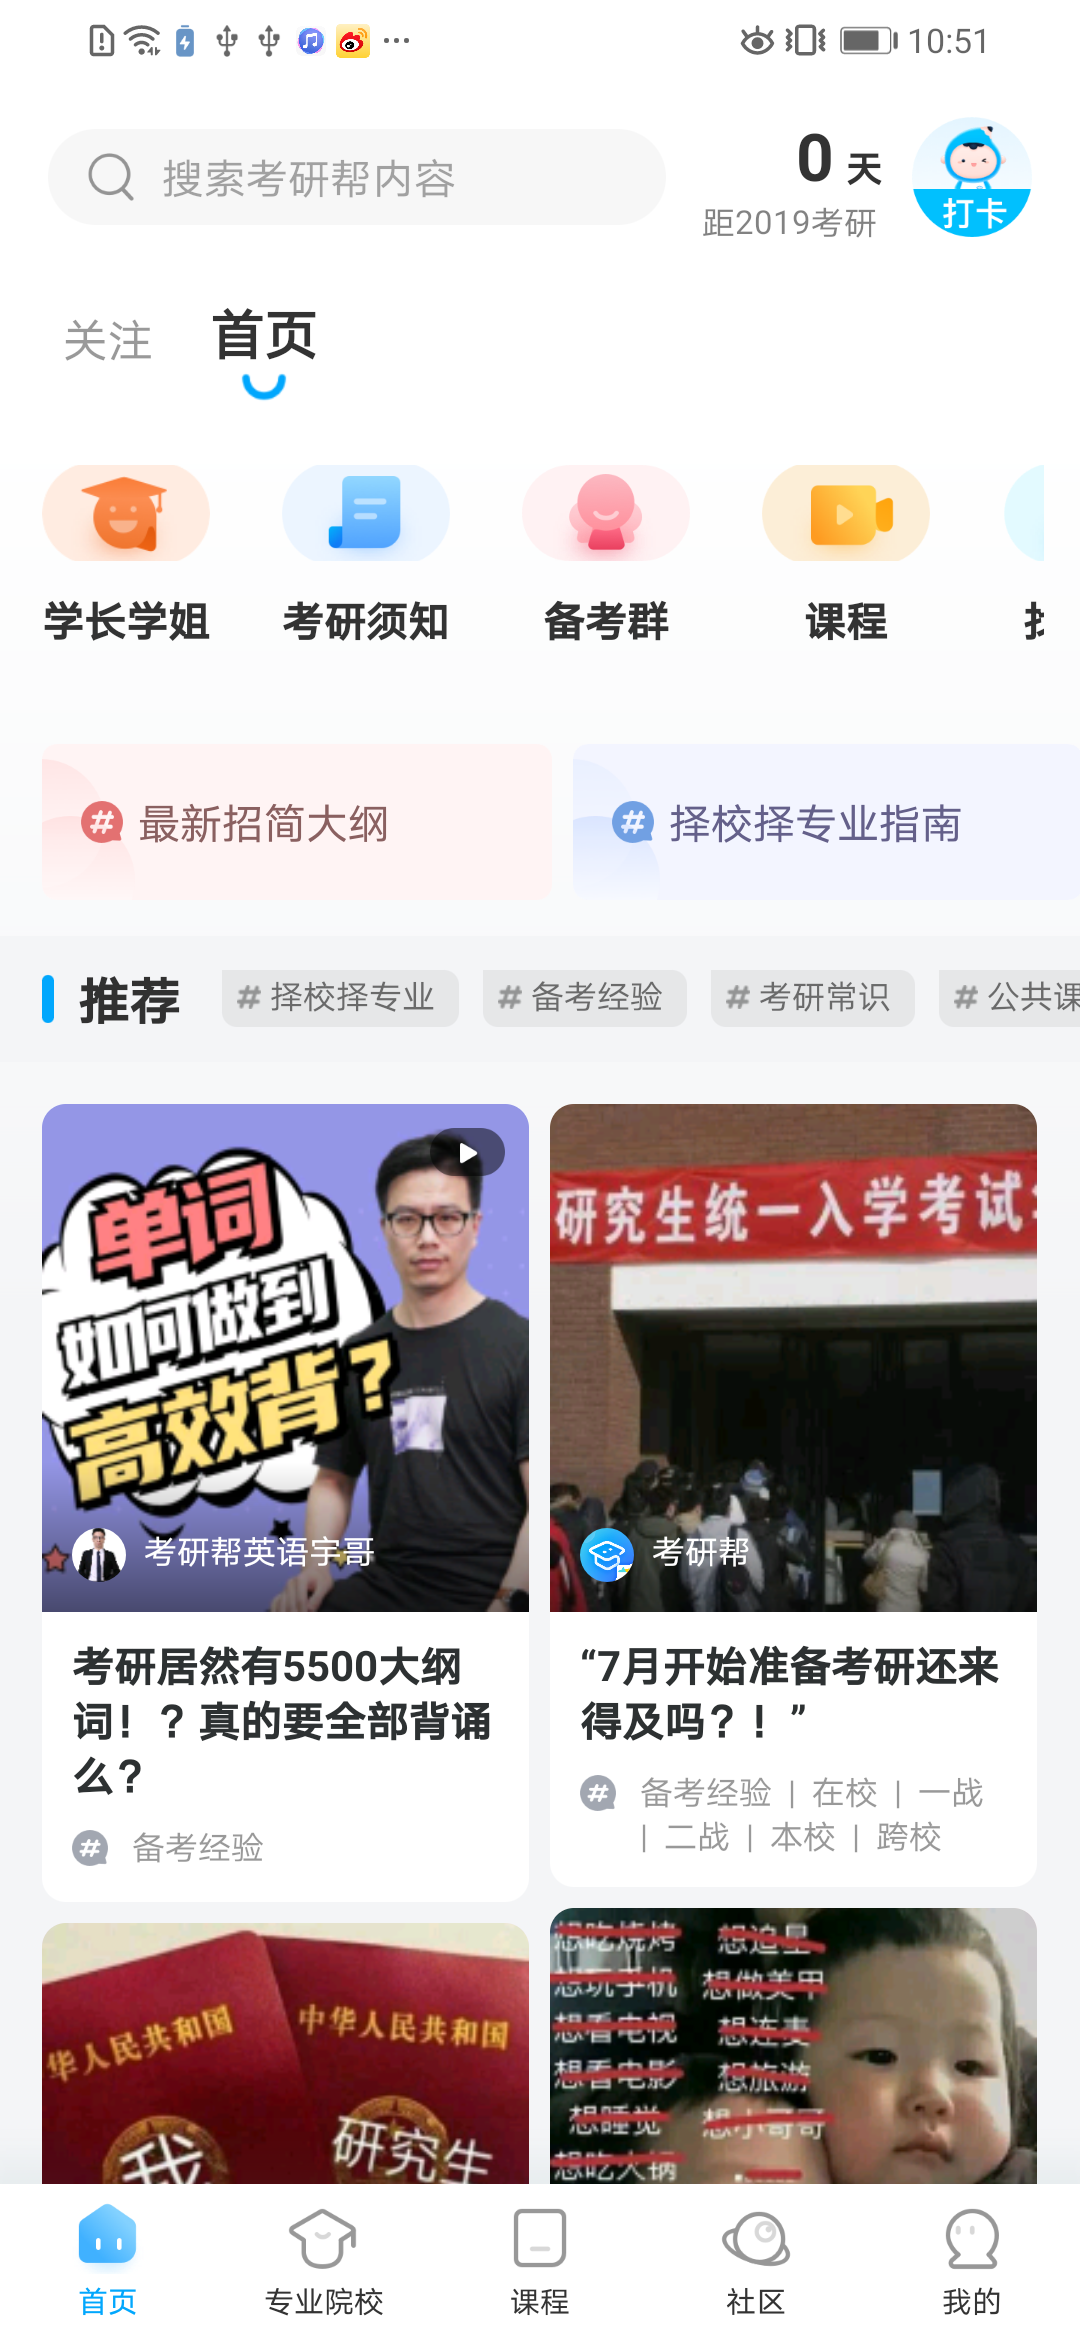 10:51
搜索考研帮内容
0 天
距2019考研
打卡
关注
首页
学长学姐
考研须知
备考群
课程
最新招简大纲
择校择专业指南
推荐
# 择校择专业
# 备考经验
# 考研常识
# 公共课
单词
如何做到
高效背?
考研帮英语宇哥
考研居然有5500大纲
词！？真的要全部背诵
么？
# 备考经验
研究生统一入学考试
考研帮
“7月开始准备考研还来
得及吗？！”
# 备考经验 | 在校 | 一战
| 二战 | 本校 | 跨校
华人民共和国
中华人民共和国
我
研究生
想吃烧烤 想追星
想玩手机 想做美甲
想看电视 想连麦
想看电影 想旅游
想睡觉 想小哥哥
想吃火锅
首页
专业院校
课程
社区
我的